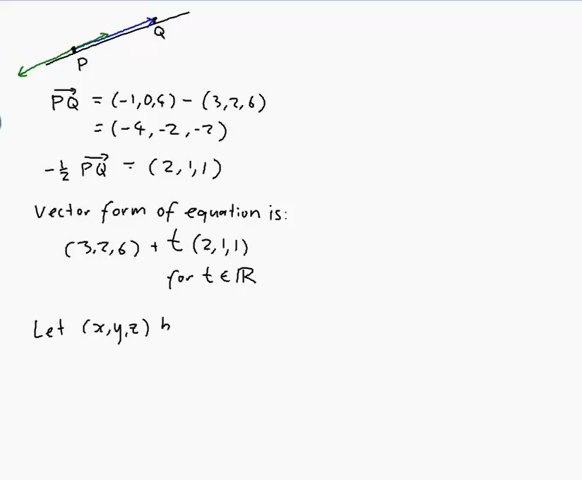 Q
P
PQ = (-1,0,4) - (3,2,6)
= (-4,-2,-2)
-½ PQ = (2,1,1)
Vector form of equation is:
(3,2,6) + t (2,1,1)
for t ∈ ℝ
Let (x,y,z) b